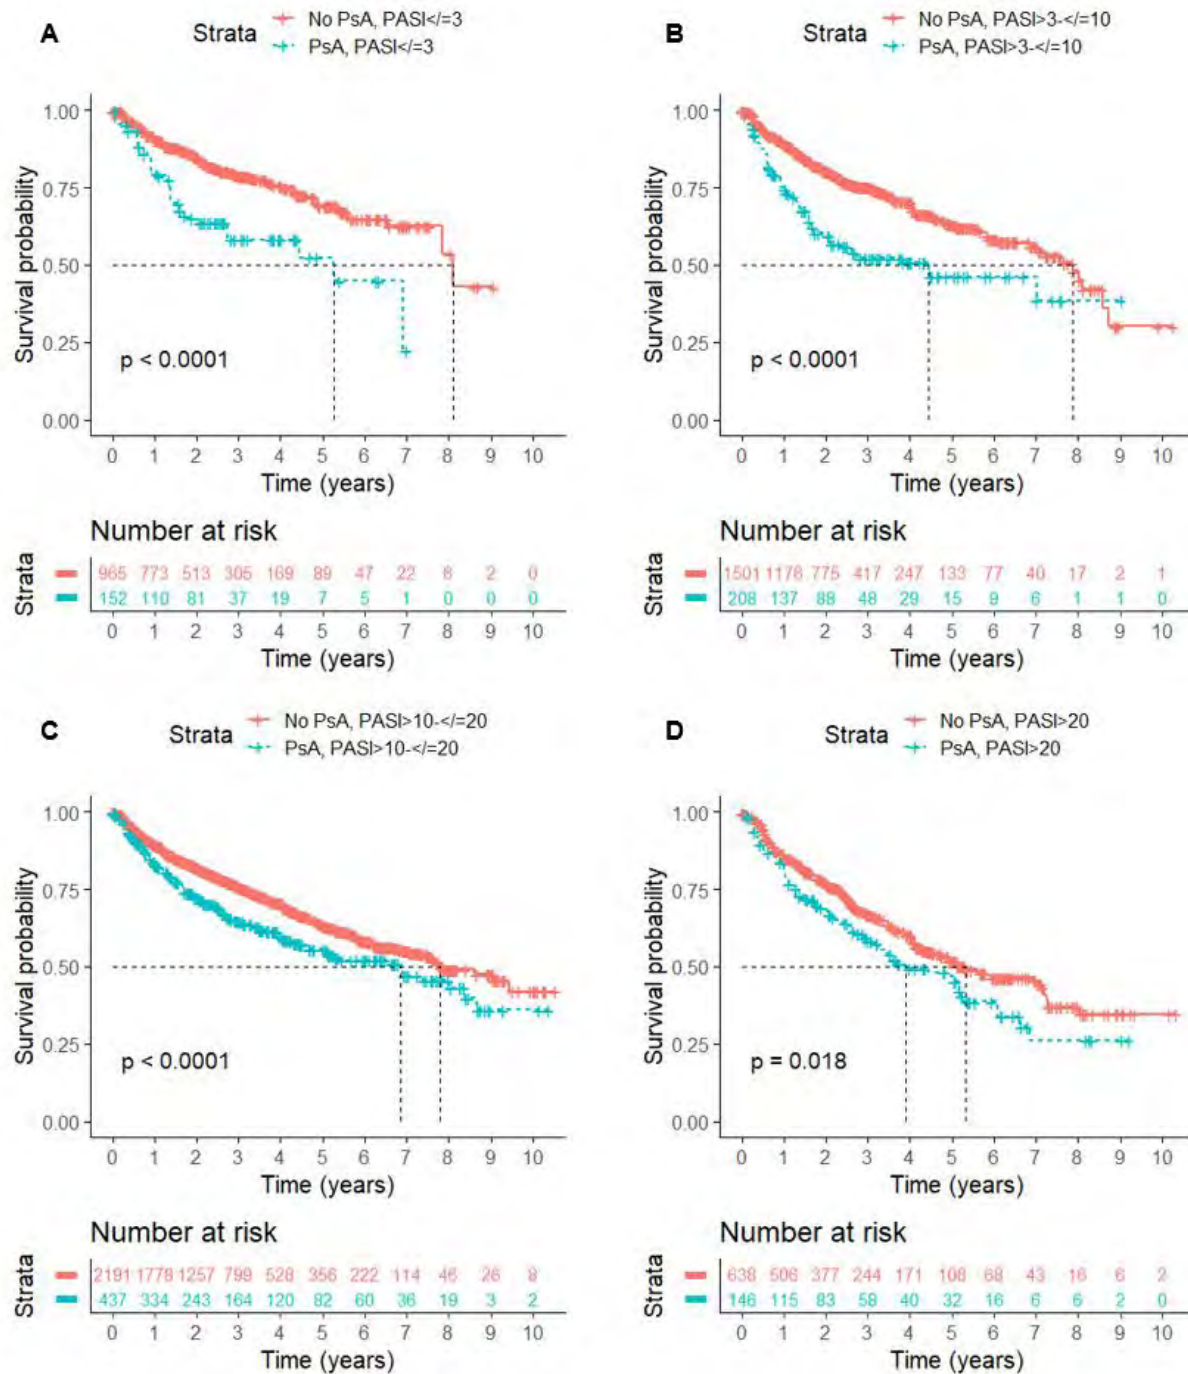 A
Strata
No PsA, PASI</=3
PsA, PASI</=3
Survival probability
1.00
0.75
0.50
0.25
0.00
p < 0.0001
0 1 2 3 4 5 6 7 8 9 10
Time (years)
Number at risk
Strata
965 773 513 305 169 89 47 22 8 2 0
152 110 81 37 19 7 5 1 0 0 0
0 1 2 3 4 5 6 7 8 9 10
Time (years)
B
Strata
No PsA, PASI>3-</=10
PsA, PASI>3-</=10
Survival probability
1.00
0.75
0.50
0.25
0.00
p < 0.0001
0 1 2 3 4 5 6 7 8 9 10
Time (years)
Number at risk
Strata
1501 1178 775 417 247 133 77 40 17 2 1
208 137 88 48 29 15 9 6 1 1 0
0 1 2 3 4 5 6 7 8 9 10
Time (years)
C
Strata
No PsA, PASI>10-</=20
PsA, PASI>10-</=20
Survival probability
1.00
0.75
0.50
0.25
0.00
p < 0.0001
0 1 2 3 4 5 6 7 8 9 10
Time (years)
Number at risk
Strata
2191 1778 1257 799 528 356 222 114 46 26 8
437 334 243 164 120 82 60 36 19 3 2
0 1 2 3 4 5 6 7 8 9 10
Time (years)
D
Strata
No PsA, PASI>20
PsA, PASI>20
Survival probability
1.00
0.75
0.50
0.25
0.00
p = 0.018
0 1 2 3 4 5 6 7 8 9 10
Time (years)
Number at risk
Strata
638 506 377 244 171 108 68 43 16 6 2
146 115 83 58 40 32 16 6 6 2 0
0 1 2 3 4 5 6 7 8 9 10
Time (years)